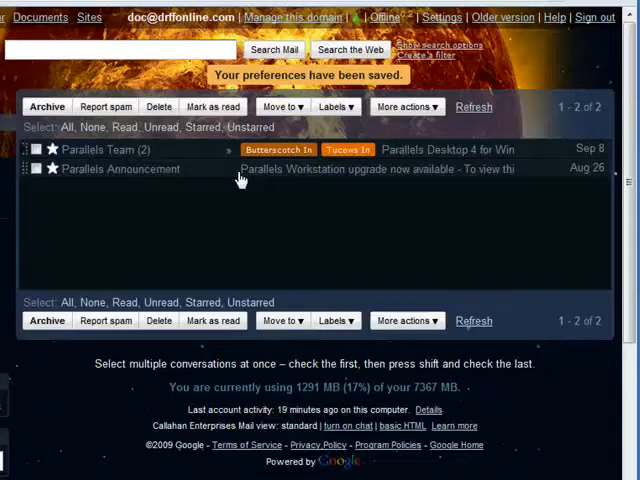 Documents Sites doc@drffonline.com | Manage this domain | Offline | Settings | Older version | Help | Sign out
Search Mail Search the Web Show search options
Create a filter
Your preferences have been saved.
Archive Report spam Delete Mark as read Move to ▾ Labels ▾ More actions ▾ Refresh 1 - 2 of 2
Select: All, None, Read, Unread, Starred, Unstarred
Parallels Team (2) » Butterscotch In Tucows In Parallels Desktop 4 for Win Sep 8
Parallels Announcement Parallels Workstation upgrade now available - To view thi Aug 26
Select: All, None, Read, Unread, Starred, Unstarred
Archive Report spam Delete Mark as read Move to ▾ Labels ▾ More actions ▾ Refresh 1 - 2 of 2
Select multiple conversations at once – check the first, then press shift and check the last.
You are currently using 1291 MB (17%) of your 7367 MB.
Last account activity: 19 minutes ago on this computer. Details
Callahan Enterprises Mail view: standard | turn on chat | basic HTML Learn more
©2009 Google - Terms of Service - Privacy Policy - Program Policies - Google Home
Powered by Google